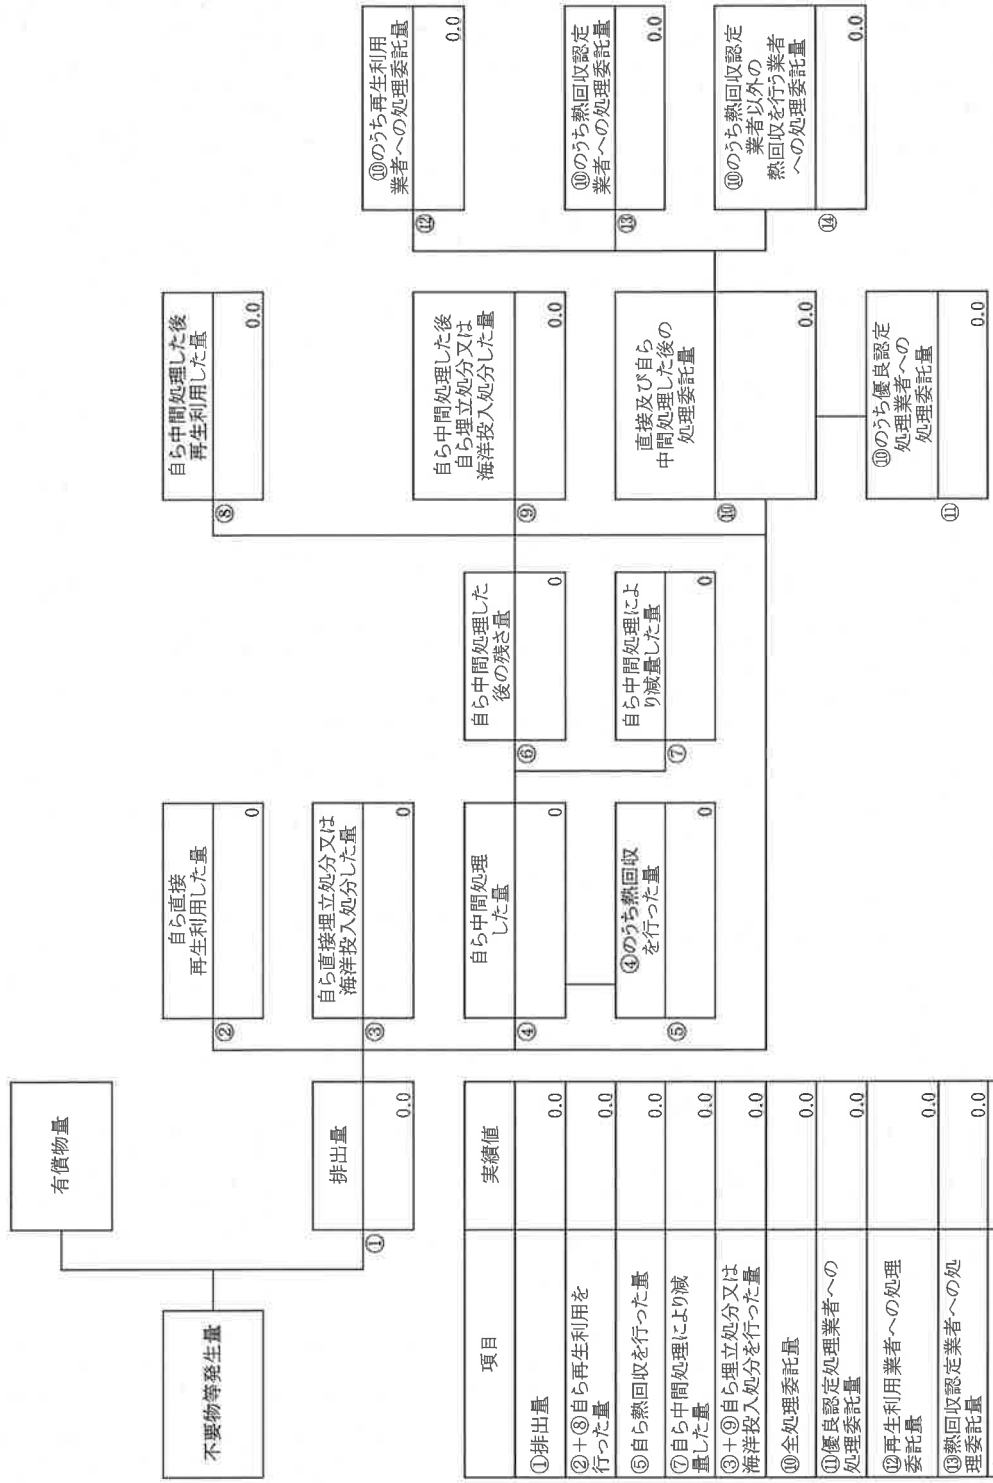 不要物等発生量
有償物量
排出量
①
0.0
自ら直接
再生利用した量
②
0
自ら直接埋立処分又は
海洋投入処分した量
③
0
自ら中間処理
した量
④
0
④のうち熱回収
を行った量
⑤
0
自ら中間処理した
後の残さ量
⑥
0
自ら中間処理によ
り減量した量
⑦
0
自ら中間処理した後
再生利用した量
⑧
0.0
自ら中間処理した後
自ら埋立処分又は
海洋投入処分した量
⑨
0.0
直接及び自ら
中間処理した後の
処理委託量
⑩
0.0
⑩のうち優良認定
処理業者への
処理委託量
⑪
0.0
⑩のうち再生利用
業者への処理委託量
⑫
0.0
⑩のうち熱回収認定
業者への処理委託量
⑬
0.0
⑩のうち熱回収認定
業者以外の
熱回収を行う業者
への処理委託量
⑭
0.0
項目
実績値
①排出量
0.0
②+⑧自ら再生利用を
行った量
0.0
⑤自ら熱回収を行った量
0.0
⑦自ら中間処理により減
量した量
0.0
③+⑨自ら埋立処分又は
海洋投入処分を行った量
0.0
⑩全処理委託量
0.0
⑪優良認定処理業者への
処理委託量
0.0
⑫再生利用業者への処理
委託量
0.0
⑬熱回収認定業者への処
理委託量
0.0